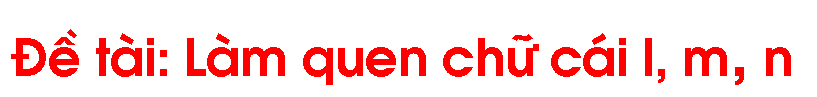 Đề tài: Làm quen chữ cái l, m, n